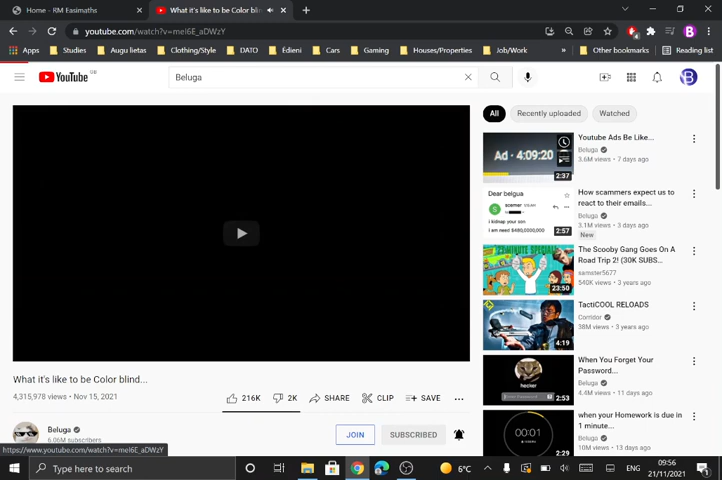 Home - RM Easimaths
What it's like to be Color blin
youtube.com/watch?v=meI6E_aDWzY
Apps
Studies
Augu lietas
Clothing/Style
DATO
Edieni
Cars
Gaming
Houses/Properties
Job/Work
»
Other bookmarks
Reading list
YouTube
Beluga
All
Recently uploaded
Watched
Ad · 4:09:20
2:37
Youtube Ads Be Like...
Beluga
3.6M views • 7 days ago
Dear belgua
S
scemer
i kidnap your son
i am need $480,0000,000
2:57
How scammers expect us to
react to their emails...
Beluga
3.1M views • 3 days ago
New
23:50
The Scooby Gang Goes On A
Road Trip 2! (30K SUBS...
samster5677
540K views • 3 years ago
4:19
TactiCOOL RELOADS
Corridor
38M views • 3 years ago
hecker
2:53
When You Forget Your
Password...
Beluga
4.4M views • 11 days ago
00:01
2:29
when your Homework is due in
1 minute...
Beluga
10M views • 13 days ago
What it's like to be Color blind...
4,315,978 views • Nov 15, 2021
216K
2K
SHARE
CLIP
SAVE
Beluga
6.06M subscribers
JOIN
SUBSCRIBED
https://www.youtube.com/watch?v=meI6E_aDWzY
Type here to search
6°C
ENG
09:56
21/11/2021